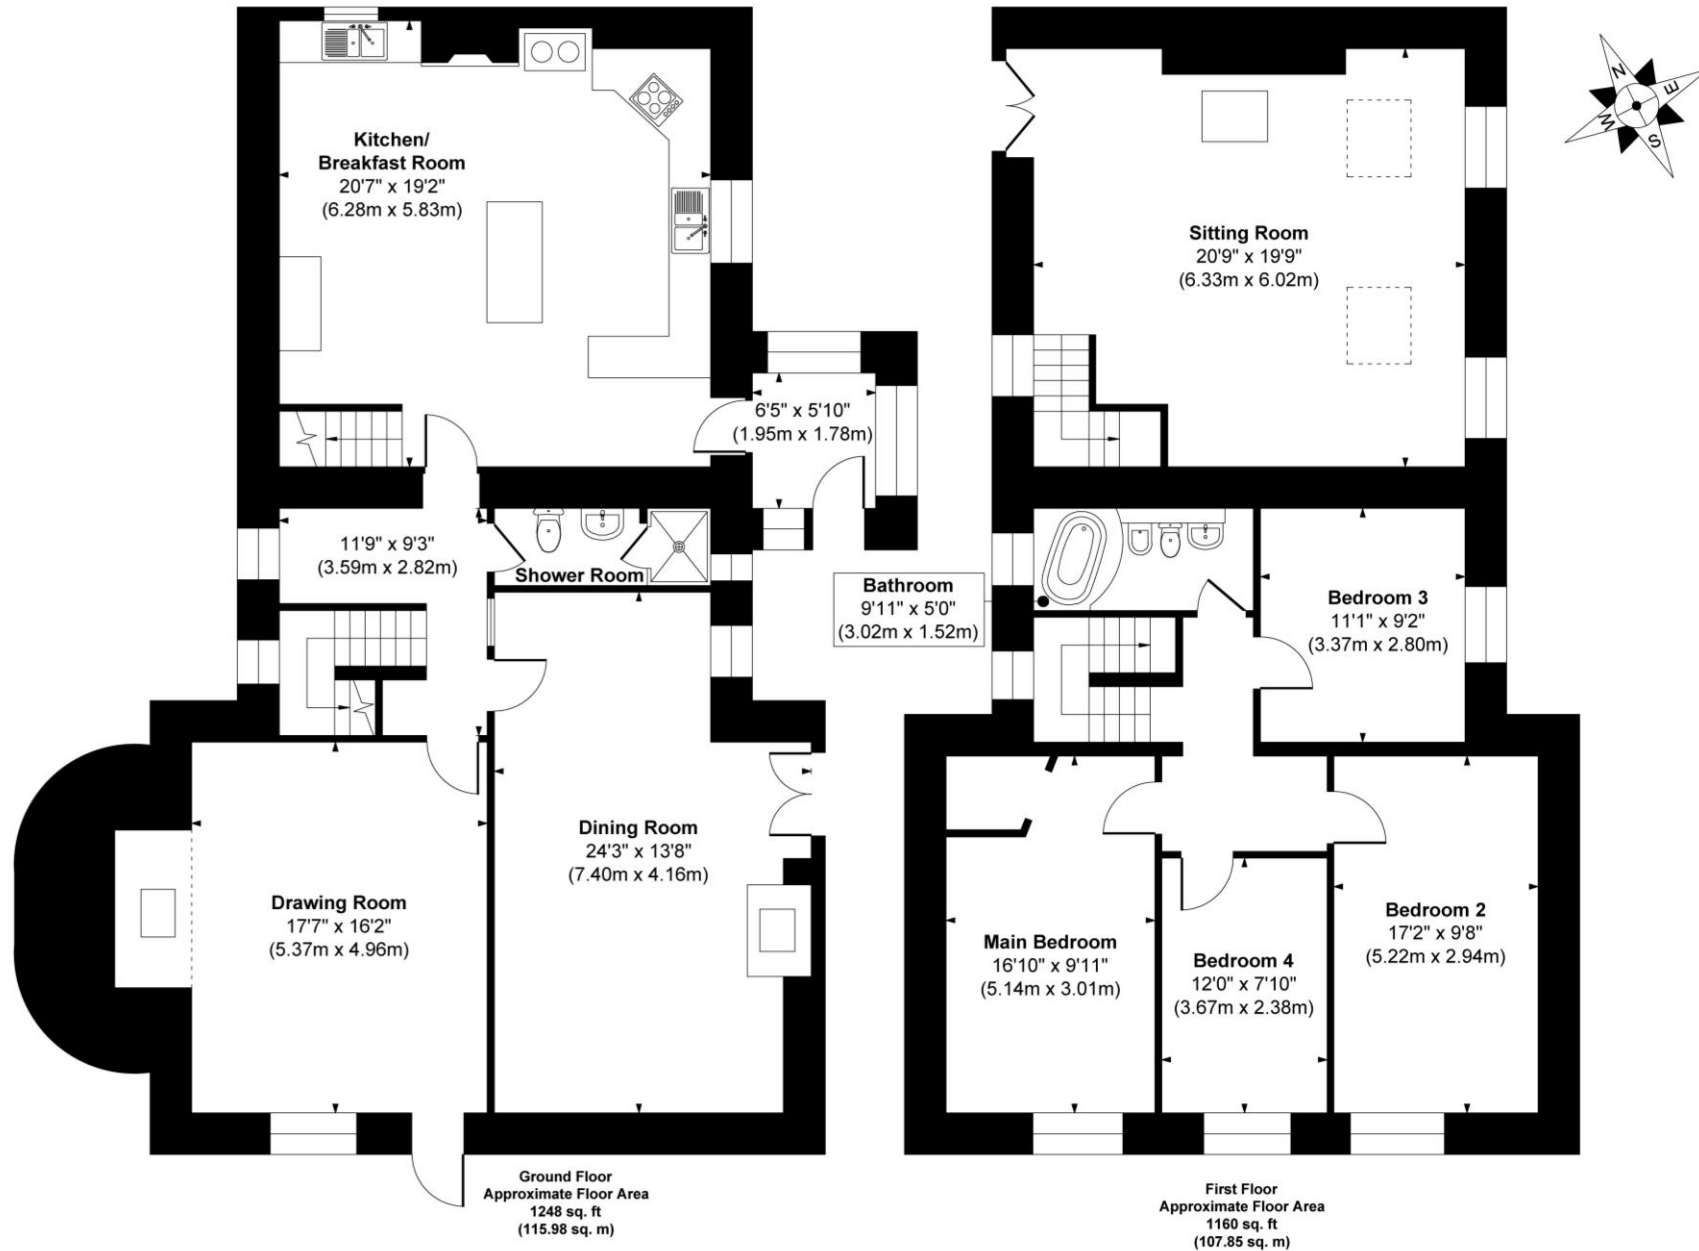 Kitchen/
Breakfast Room
20'7" x 19'2"
(6.28m x 5.83m)
6'5" x 5'10"
(1.95m x 1.78m)
11'9" x 9'3"
(3.59m x 2.82m)
Shower Room
Dining Room
24'3" x 13'8"
(7.40m x 4.16m)
Drawing Room
17'7" x 16'2"
(5.37m x 4.96m)
Ground Floor
Approximate Floor Area
1248 sq. ft
(115.98 sq. m)
N
E
S
W
Sitting Room
20'9" x 19'9"
(6.33m x 6.02m)
Bathroom
9'11" x 5'0"
(3.02m x 1.52m)
Bedroom 3
11'1" x 9'2"
(3.37m x 2.80m)
Main Bedroom
16'10" x 9'11"
(5.14m x 3.01m)
Bedroom 4
12'0" x 7'10"
(3.67m x 2.38m)
Bedroom 2
17'2" x 9'8"
(5.22m x 2.94m)
First Floor
Approximate Floor Area
1160 sq. ft
(107.85 sq. m)